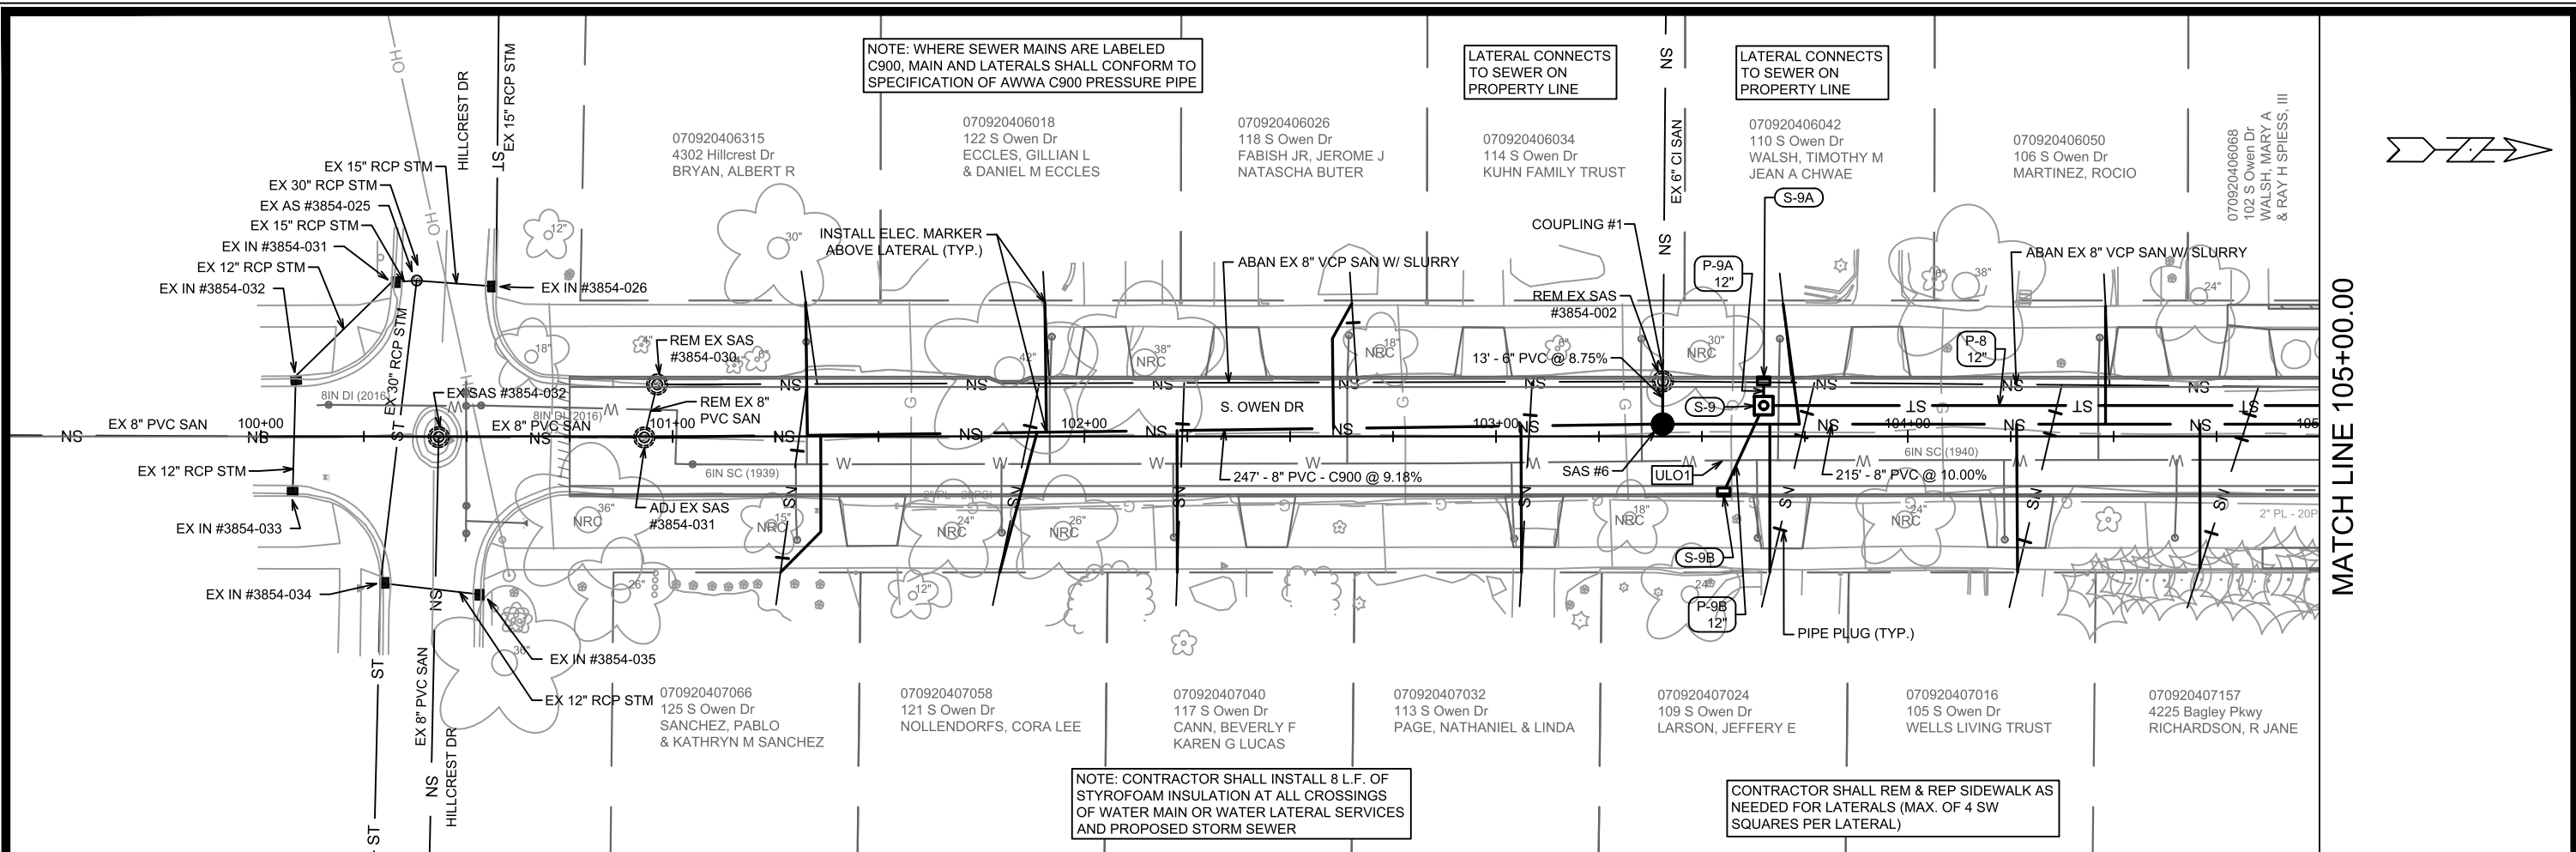 NOTE: WHERE SEWER MAINS ARE LABELED
C900, MAIN AND LATERALS SHALL CONFORM TO
SPECIFICATION OF AWWA C900 PRESSURE PIPE
LATERAL CONNECTS
TO SEWER ON
PROPERTY LINE
LATERAL CONNECTS
TO SEWER ON
PROPERTY LINE
HILLCREST DR
EX 15" RCP STM
EX 6" CI SAN
070920406315
4302 Hillcrest Dr
BRYAN, ALBERT R
070920406018
122 S Owen Dr
ECCLES, GILLIAN L
& DANIEL M ECCLES
070920406026
118 S Owen Dr
FABISH JR, JEROME J
NATASCHA BUTER
070920406034
114 S Owen Dr
KUHN FAMILY TRUST
070920406042
110 S Owen Dr
WALSH, TIMOTHY M
JEAN A CHWAE
070920406050
106 S Owen Dr
MARTINEZ, ROCIO
070920406068
102 S Owen Dr
WALSH, MARY A
& RAY H SPIESS, III
EX 15" RCP STM
EX 30" RCP STM
EX AS #3854-025
EX 15" RCP STM
EX IN #3854-031
EX 12" RCP STM
EX IN #3854-032
EX IN #3854-026
INSTALL ELEC. MARKER
ABOVE LATERAL (TYP.)
ABAN EX 8" VCP SAN W/ SLURRY
COUPLING #1
REM EX SAS
#3854-002
13' - 6" PVC @ 8.75%
S-9A
P-9A
12"
ABAN EX 8" VCP SAN W/ SLURRY
P-8
12"
S-9
REM EX SAS
#3854-030
REM EX 8"
PVC SAN
EX SAS #3854-032
EX 30" RCP STM
8IN DI (2016)
8IN DI (2016)
EX 8" PVC SAN
EX 8" PVC SAN
100+00
101+00
102+00
103+00
104+00
105
S. OWEN DR
EX 12" RCP STM
6IN SC (1939)
6IN SC (1940)
247' - 8" PVC - C900 @ 9.18%
SAS #6
ULO1
215' - 8" PVC @ 10.00%
ADJ EX SAS
#3854-031
EX IN #3854-033
EX IN #3854-034
EX IN #3854-035
EX 12" RCP STM
EX 8" PVC SAN
HILLCREST DR
S-9B
P-9B
12"
PIPE PLUG (TYP.)
2" PL - 20P
MATCH LINE 105+00.00
070920407066
125 S Owen Dr
SANCHEZ, PABLO
& KATHRYN M SANCHEZ
070920407058
121 S Owen Dr
NOLLENDORFS, CORA LEE
070920407040
117 S Owen Dr
CANN, BEVERLY F
KAREN G LUCAS
070920407032
113 S Owen Dr
PAGE, NATHANIEL & LINDA
070920407024
109 S Owen Dr
LARSON, JEFFERY E
070920407016
105 S Owen Dr
WELLS LIVING TRUST
070920407157
4225 Bagley Pkwy
RICHARDSON, R JANE
NOTE: CONTRACTOR SHALL INSTALL 8 L.F. OF
STYROFOAM INSULATION AT ALL CROSSINGS
OF WATER MAIN OR WATER LATERAL SERVICES
AND PROPOSED STORM SEWER
CONTRACTOR SHALL REM & REP SIDEWALK AS
NEEDED FOR LATERALS (MAX. OF 4 SW
SQUARES PER LATERAL)